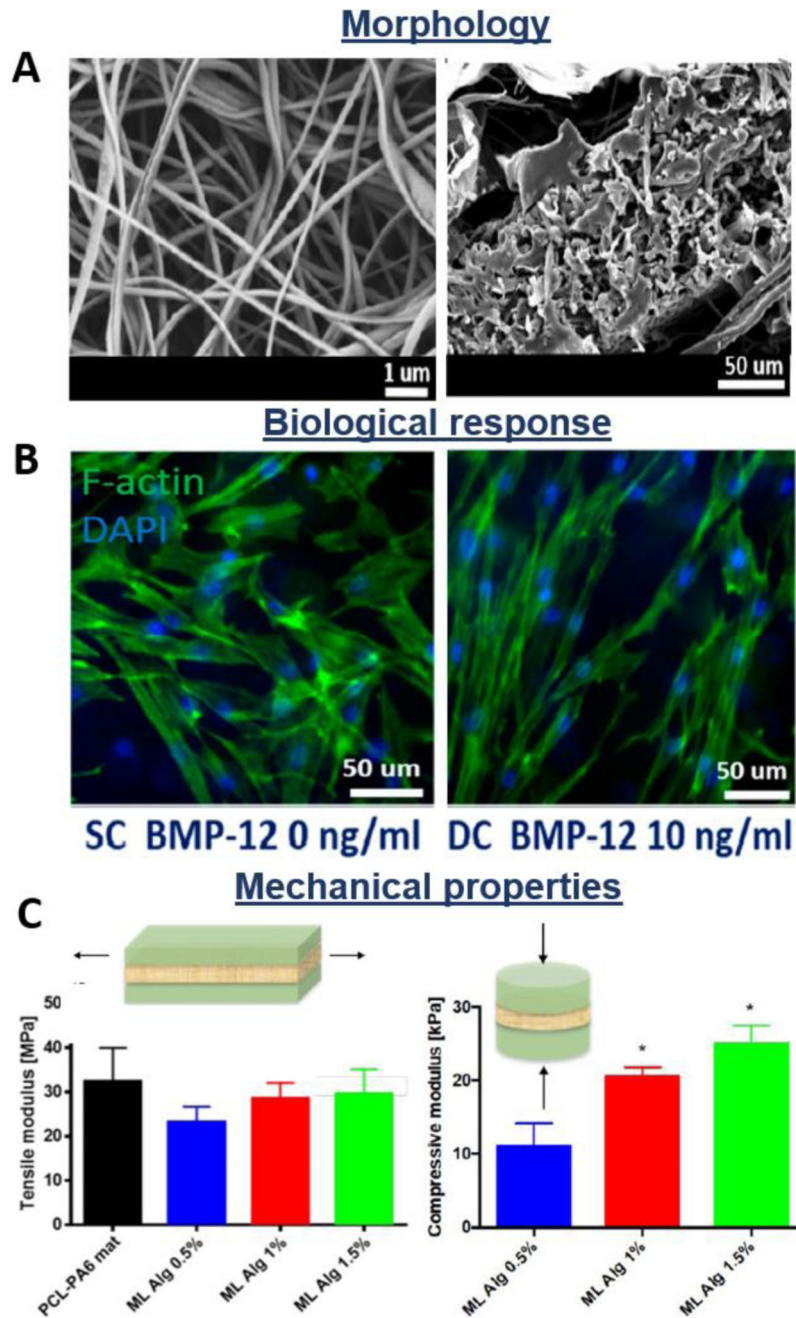 Morphology
A
1 um
50 um
Biological response
B
F-actin
DAPI
50 um
50 um
SC BMP-12 0 ng/ml
DC BMP-12 10 ng/ml
Mechanical properties
C
Tensile modulus [MPa]
50
40
30
20
10
0
PCL-PA6 mat
ML Alg 0.5%
ML Alg 1%
ML Alg 1.5%
Compressive modulus [kPa]
30
20
10
0
*
*
ML Alg 0.5%
ML Alg 1%
ML Alg 1.5%